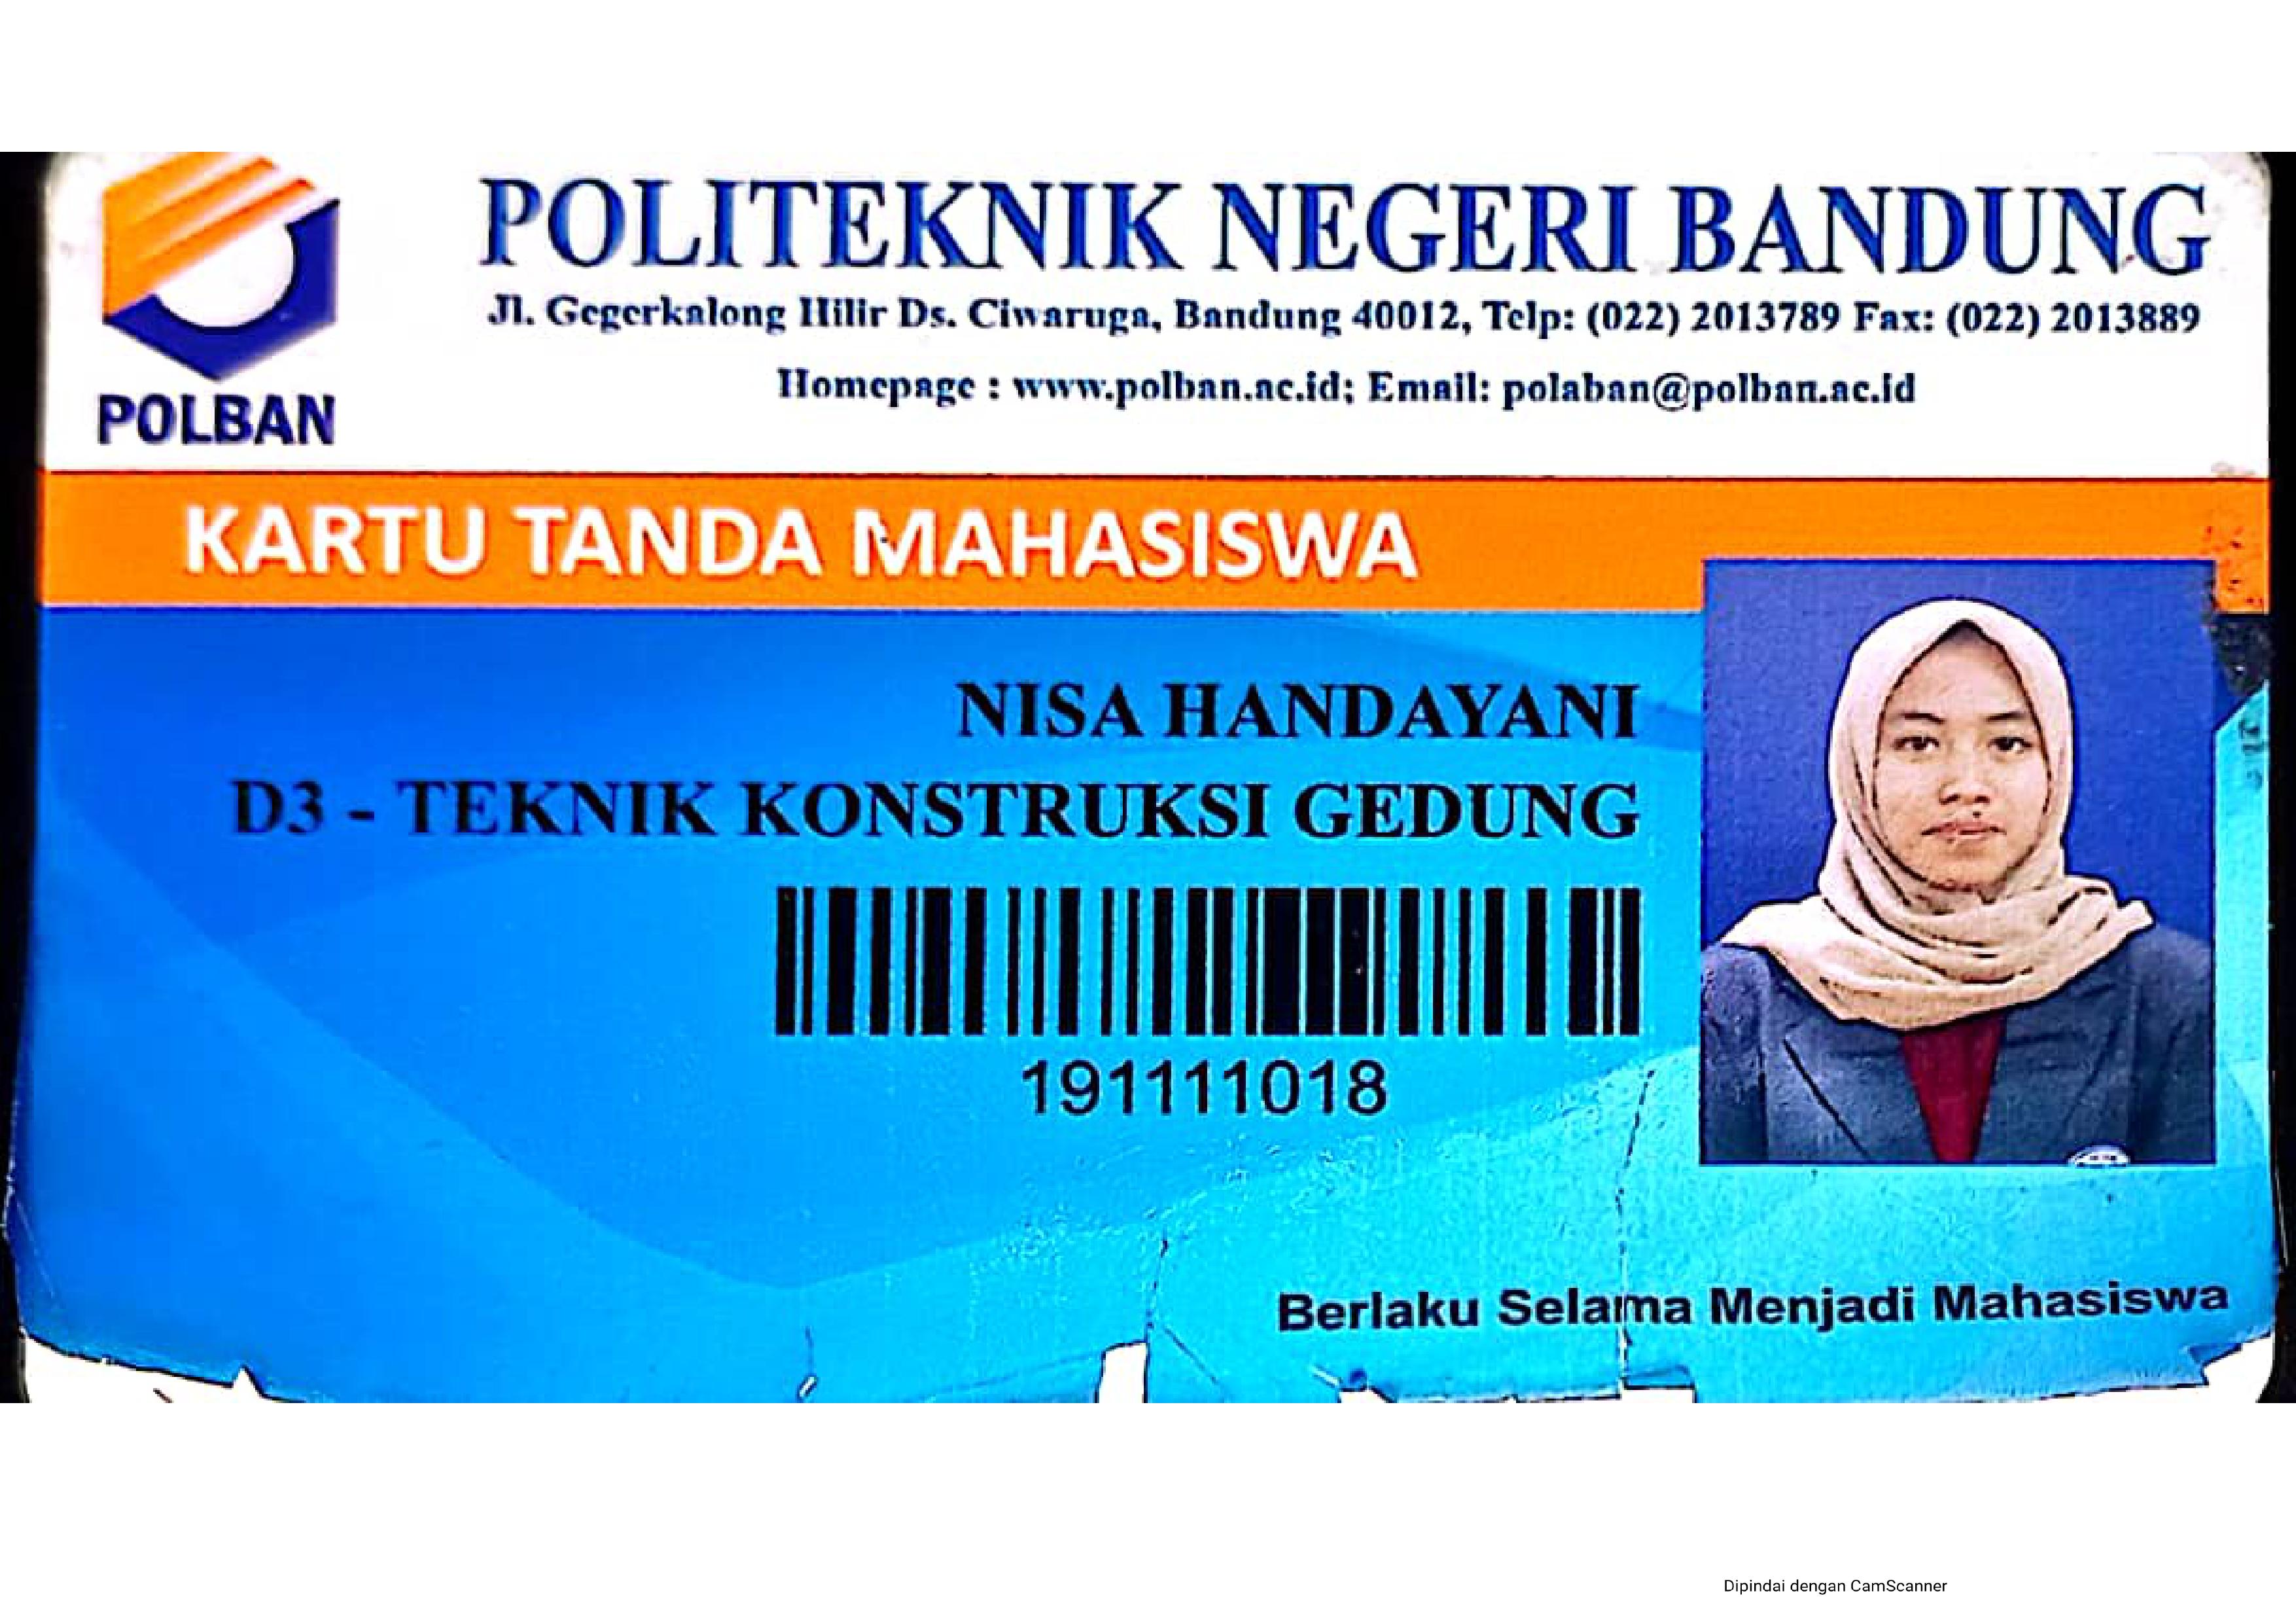 POLITEKNIK NEGERI BANDUNG
Jl. Gegerkalong Hilir Ds. Ciwaruga, Bandung 40012, Telp: (022) 2013789 Fax: (022) 2013889
Homepage : www.polban.ac.id; Email: polaban@polban.ac.id
POLBAN
KARTU TANDA MAHASISWA
NISA HANDAYANI
D3 - TEKNIK KONSTRUKSI GEDUNG
191111018
Berlaku Selama Menjadi Mahasiswa
Dipindai dengan CamScanner